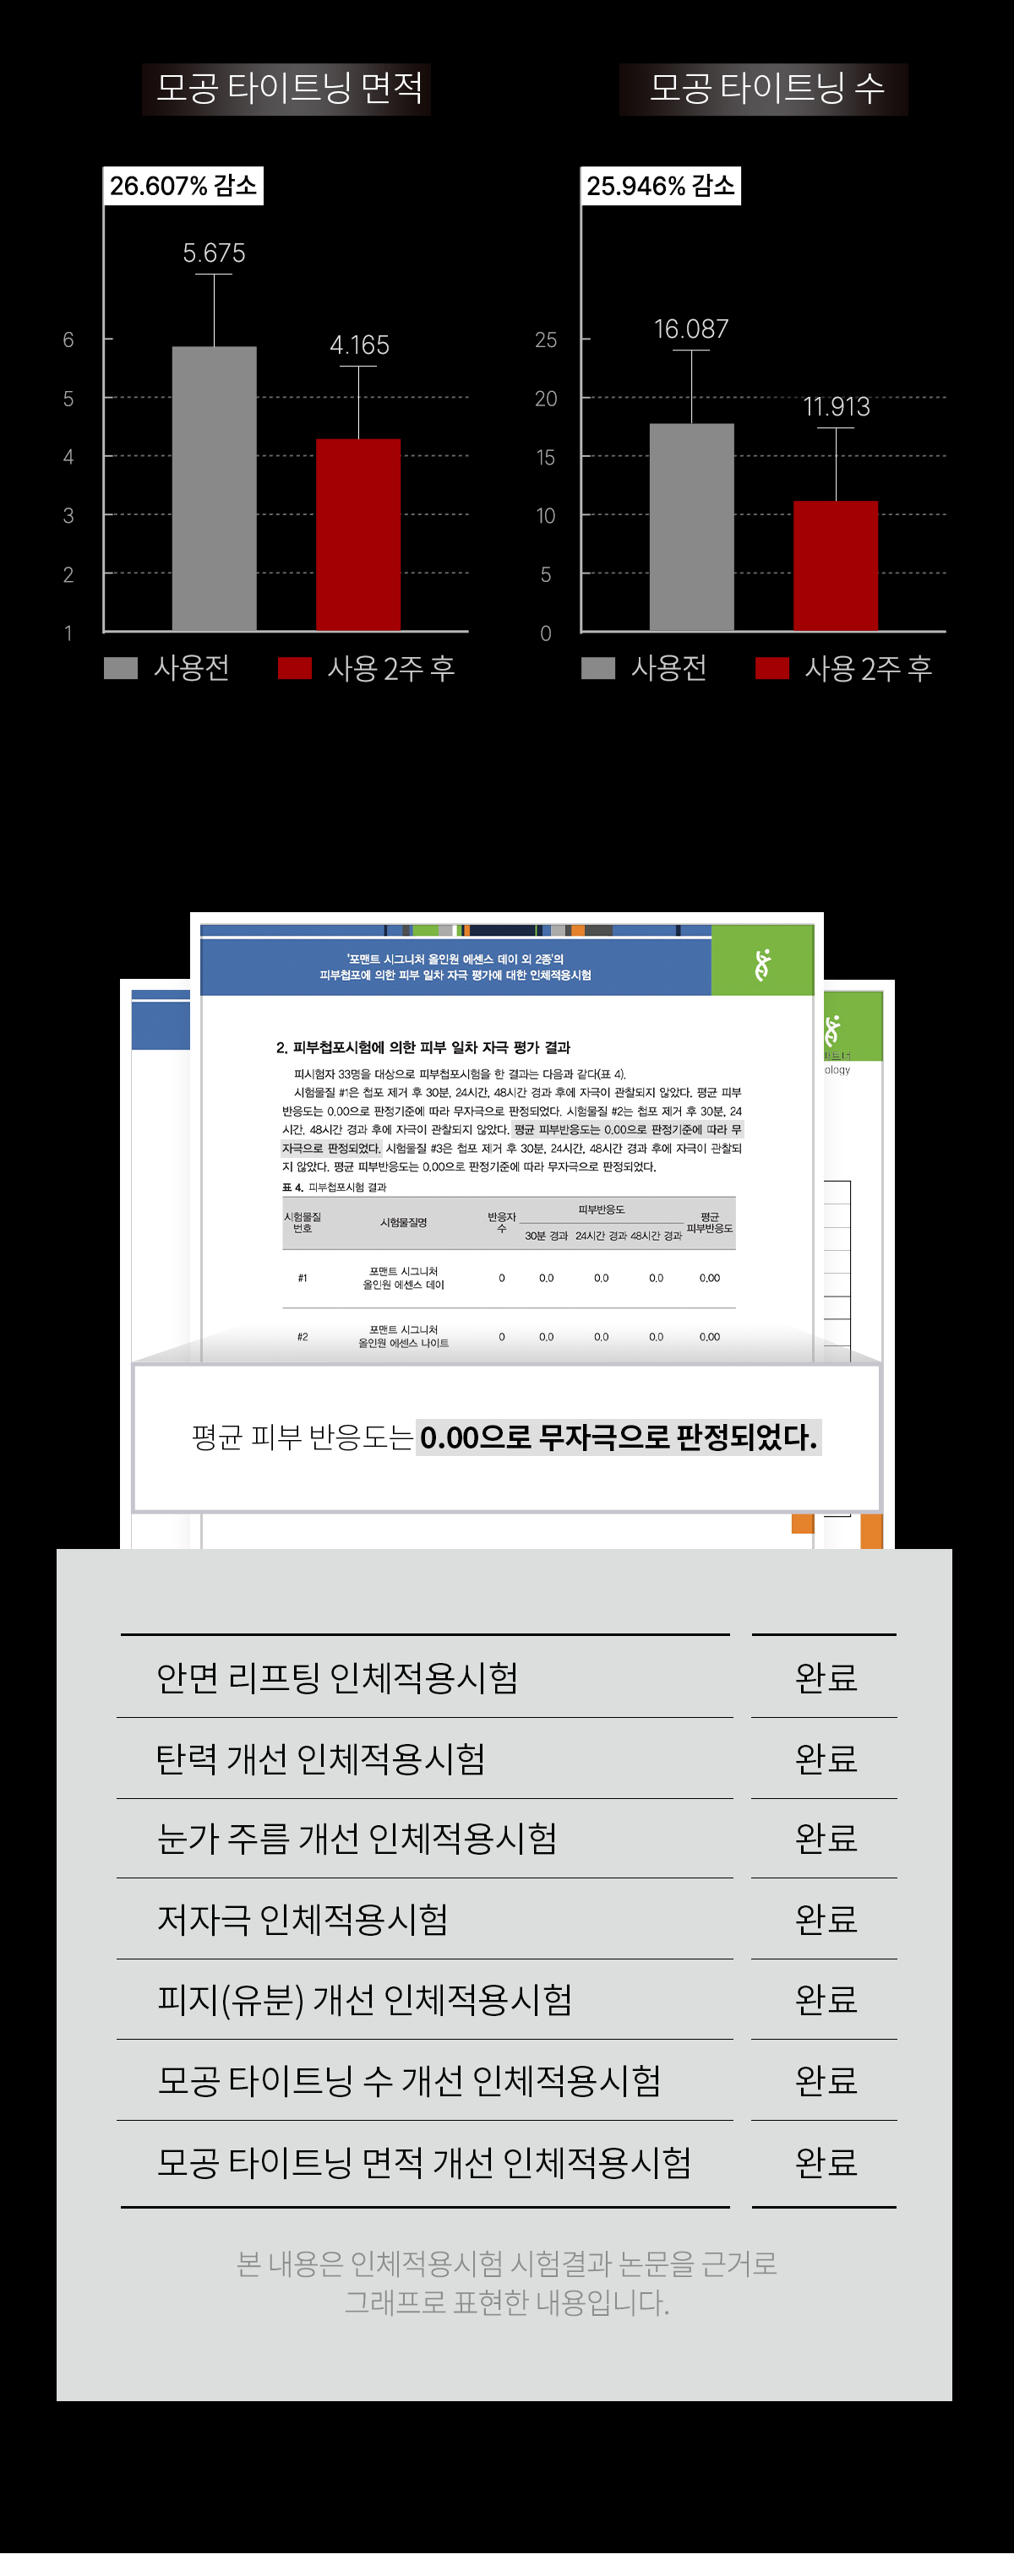 모공 타이트닝 면적
모공 타이트닝 수
26.607% 감소
25.946% 감소
5.675
4.165
6
5
4
3
2
1
16.087
11.913
25
20
15
10
5
0
사용전
사용 2주 후
사용전
사용 2주 후
'포맨트 시그니처 올인원 에센스 데이 외 2종'의
피부첩포에 의한 피부 일차 자극 평가에 대한 인체적용시험
ology
2. 피부첩포시험에 의한 피부 일차 자극 평가 결과
피시험자 33명을 대상으로 피부첩포시험을 한 결과는 다음과 같다(표 4).
시험물질 #1은 첩포 제거 후 30분, 24시간, 48시간 경과 후에 자극이 관찰되지 않았다. 평균 피부
반응도는 0.00으로 판정기준에 따라 무자극으로 판정되었다. 시험물질 #2는 첩포 제거 후 30분, 24
시간, 48시간 경과 후에 자극이 관찰되지 않았다. 평균 피부반응도는 0.00으로 판정기준에 따라 무
자극으로 판정되었다. 시험물질 #3은 첩포 제거 후 30분, 24시간, 48시간 경과 후에 자극이 관찰되
지 않았다. 평균 피부반응도는 0.00으로 판정기준에 따라 무자극으로 판정되었다.
표 4. 피부첩포시험 결과
시험물질 번호 시험물질명 반응자 수 피부반응도 평균 피부반응도
30분 경과 24시간 경과 48시간 경과
#1 포맨트 시그니처 올인원 에센스 데이 0 0.0 0.0 0.0 0.00
#2 포맨트 시그니처 올인원 에센스 나이트 0 0.0 0.0 0.0 0.00
평균 피부 반응도는 0.00으로 무자극으로 판정되었다.
안면 리프팅 인체적용시험 완료
탄력 개선 인체적용시험 완료
눈가 주름 개선 인체적용시험 완료
저자극 인체적용시험 완료
피지(유분) 개선 인체적용시험 완료
모공 타이트닝 수 개선 인체적용시험 완료
모공 타이트닝 면적 개선 인체적용시험 완료
본 내용은 인체적용시험 시험결과 논문을 근거로
그래프로 표현한 내용입니다.